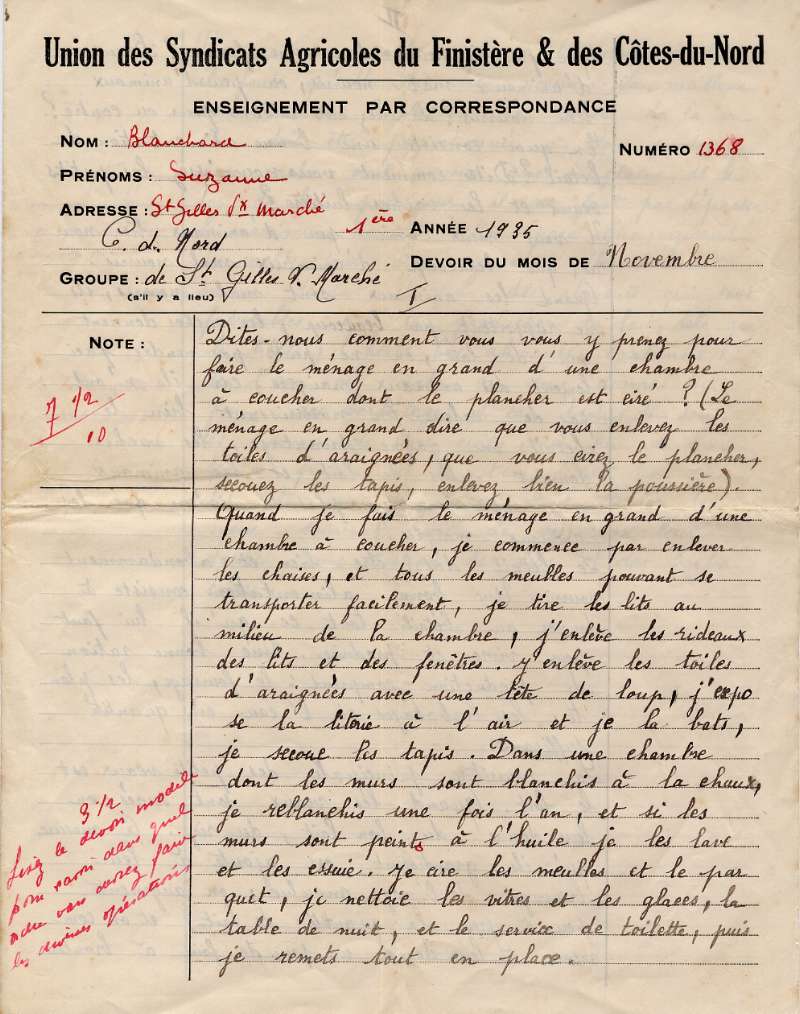 Union des Syndicats Agricoles du Finistère & des Côtes-du-Nord
ENSEIGNEMENT PAR CORRESPONDANCE
NOM : Blanchard
NUMÉRO 1368
PRÉNOMS : Suzanne
ADRESSE : St Gilles Vx Marché
1ère ANNÉE 1935
C. d. Nord
DEVOIR DU MOIS DE Novembre
GROUPE : de St Gilles V. Marché
(s'il y a lieu)
I
NOTE :
7 1/2
10
Dites-nous comment vous vous y prenez pour
faire le ménage en grand d'une chambre
à coucher dont le plancher est ciré ? (Le
ménage en grand dire que vous enlevez les
toiles d'araignées, que vous cirez le plancher,
secouez les tapis, enlevez bien la poussière).
Quand je fais le ménage en grand d'une
chambre à coucher, je commence par enlever
les chaises, et tous les meubles pouvant se
transporter facilement, je tire les lits au
milieu de la chambre, j'enlève les rideaux
des lits et des fenêtres. J'enlève les toiles
d'araignées avec une tête de loup, j'expo
se la literie à l'air et je la bats,
je secoue les tapis. Dans une chambre
dont les murs sont blanchis à la chaux,
je reblanchis une fois l'an, et si les
murs sont peints à l'huile je les lave
et les essuie. Je cire les meubles et le par
quet, je nettoie les vitres et les glaces, la
table de nuit, et le service de toilette, puis
je remets tout en place.
3 1/2
Lisez le devoir modèle
pour savoir dans quel
ordre vous devez faire
les diverses opérations